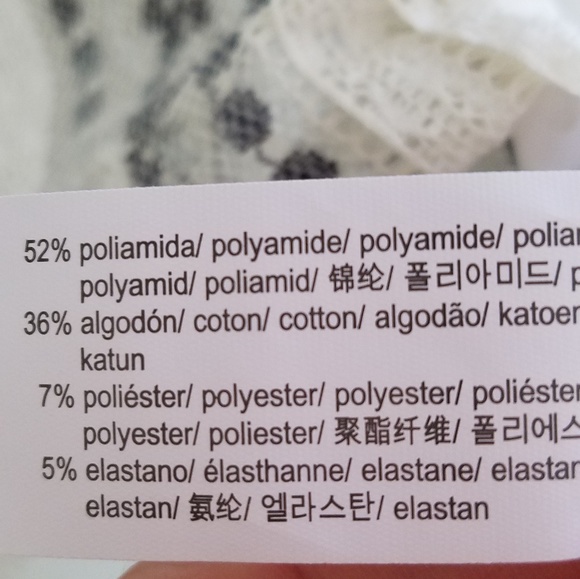 52% poliamida/ polyamide/ polyamide/
polyamid/ poliamid/ 锦纶/ 폴리아미드/
36% algodón/ coton/ cotton/ algodão/
katun
7% poliéster/ polyester/ polyester/ poliéster
polyester/ poliester/ 聚酯纤维/
5% elastano/ élasthanne/ elastane/
elastan/ 氨纶/ 엘라스탄/ elastan